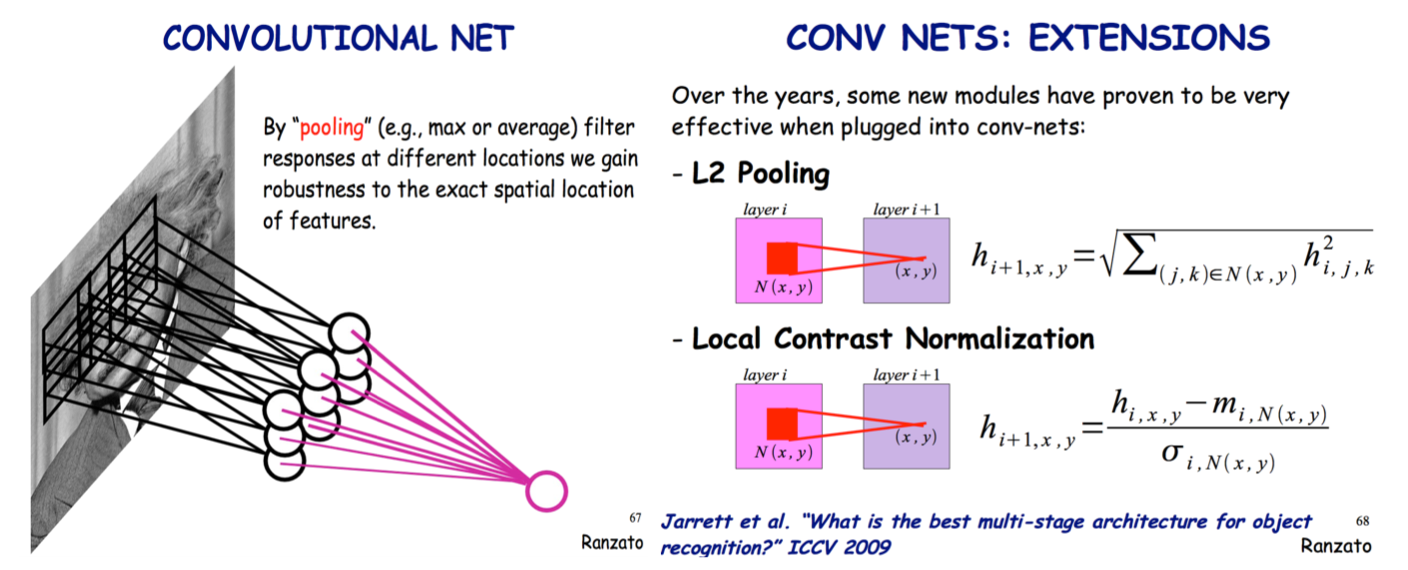 CONVOLUTIONAL NET
By "pooling" (e.g., max or average) filter
responses at different locations we gain
robustness to the exact spatial location
of features.
67
Ranzato
CONV NETS: EXTENSIONS
Over the years, some new modules have proven to be very
effective when plugged into conv-nets:
- L2 Pooling
layer i layer i+1
N(x, y) (x, y)
h_{i+1,x,y} = \sqrt{\sum_{(j,k)∈N(x,y)} h^2_{i,j,k}}
- Local Contrast Normalization
layer i layer i+1
N(x, y) (x, y)
h_{i+1,x,y} = \frac{h_{i,x,y} - m_{i,N(x,y)}}{σ_{i,N(x,y)}}
Jarrett et al. "What is the best multi-stage architecture for object
recognition?" ICCV 2009
68
Ranzato